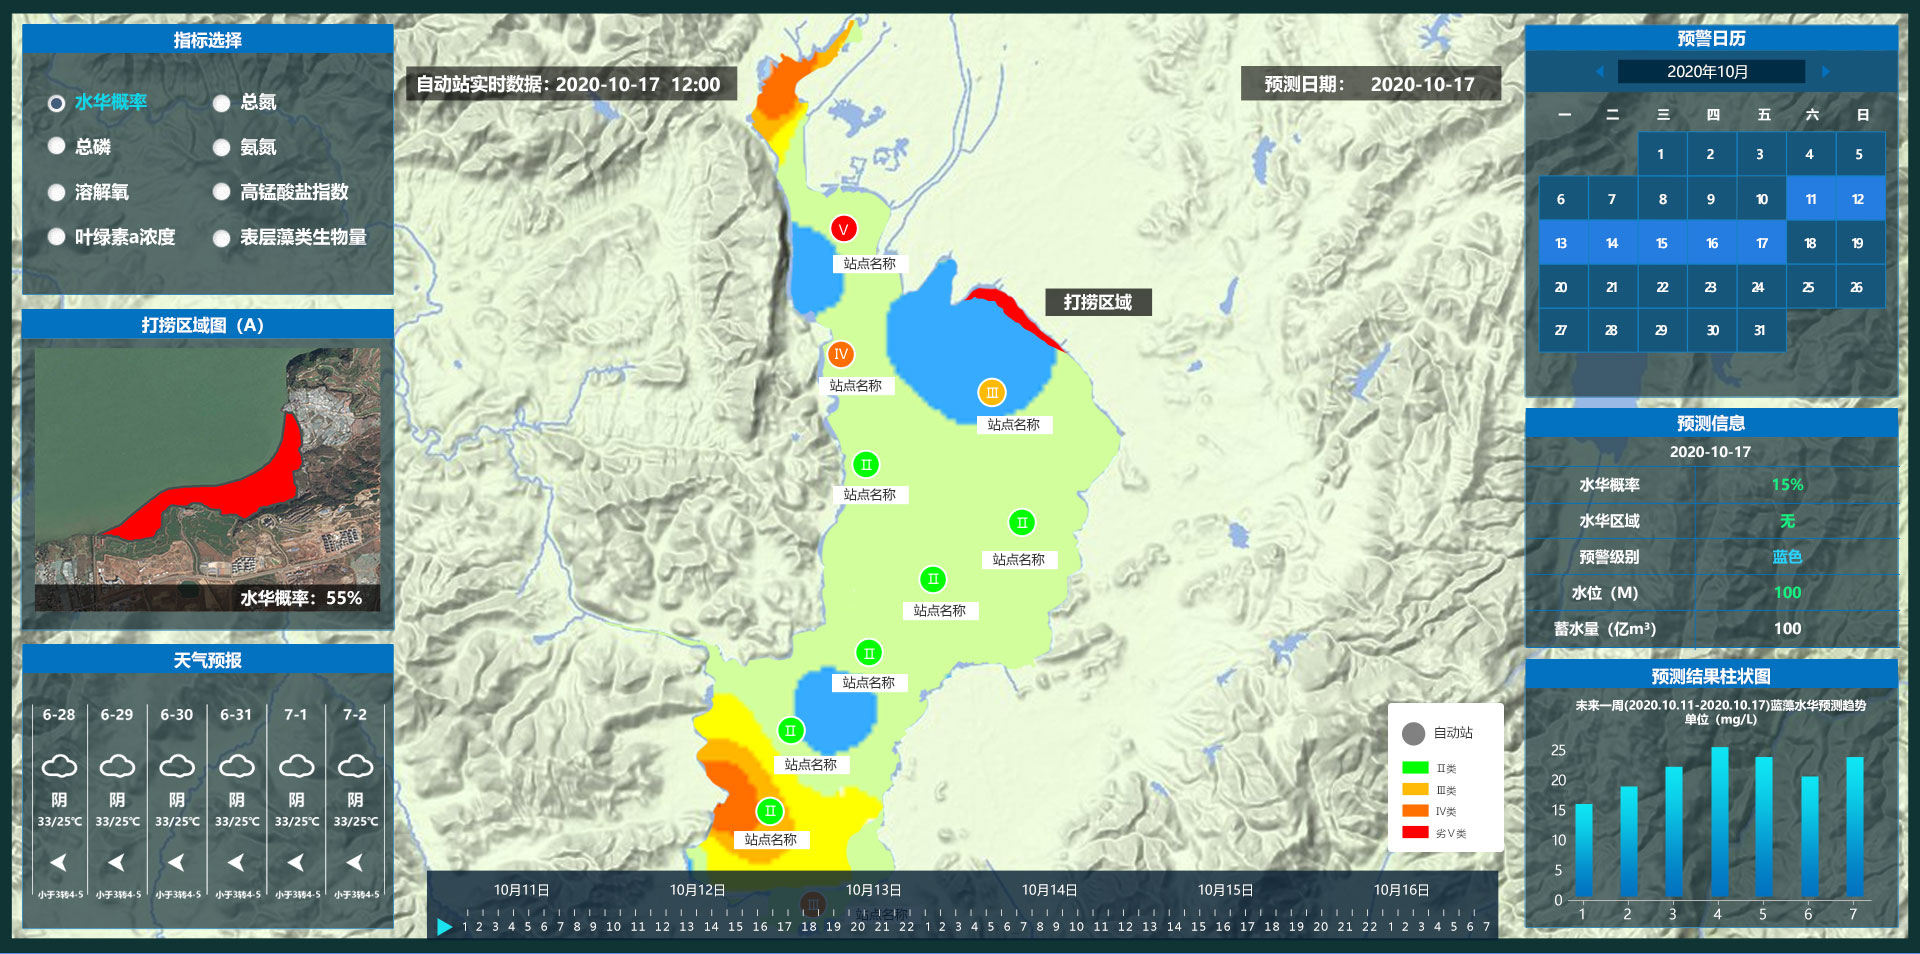 指标选择
水华概率
总氮
总磷
氨氮
溶解氧
高锰酸盐指数
叶绿素a浓度
表层藻类生物量
打捞区域图（A）
水华概率：55%
天气预报
6-28 6-29 6-30 6-31 7-1 7-2
阴 阴 阴 阴 阴 阴
33/25℃ 33/25℃ 33/25℃ 33/25℃ 33/25℃ 33/25℃
小于3转4-5 小于3转4-5 小于3转4-5 小于3转4-5 小于3转4-5 小于3转4-5
自动站实时数据：2020-10-17 12:00
预测日期： 2020-10-17
V
站点名称
打捞区域
IV
站点名称
III
站点名称
II
站点名称
II
站点名称
II
站点名称
II
站点名称
II
站点名称
II
站点名称
III
站点名称
自动站
II类
III类
IV类
劣V类
10月11日 10月12日 10月13日 10月14日 10月15日 10月16日
1 2 3 4 5 6 7 8 9 10 11 12 13 14 15 16 17 18 19 20 21 22 1 2 3 4 5 6 7 8 9 10 11 12 13 14 15 16 17 18 19 20 21 22 1 2 3 4 5 6 7
预警日历
2020年10月
一 二 三 四 五 六 日
1 2 3 4 5
6 7 8 9 10 11 12
13 14 15 16 17 18 19
20 21 22 23 24 25 26
27 28 29 30 31
预测信息
2020-10-17
水华概率 15%
水华区域 无
预警级别 蓝色
水位（M） 100
蓄水量（亿m³） 100
预测结果柱状图
未来一周(2020.10.11-2020.10.17)蓝藻水华预测趋势
单位（mg/L）
25
20
15
10
5
0
1 2 3 4 5 6 7